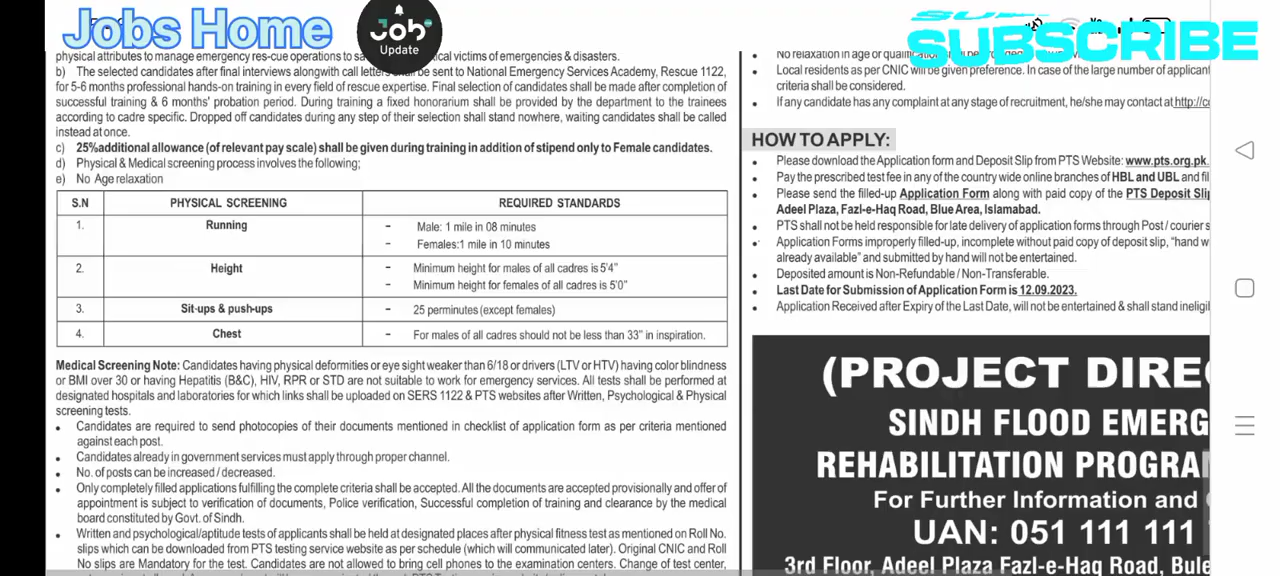 Jobs Home
Job
Update
SUBSCRIBE
physical attributes to manage emergency res-cue operations to victims of emergencies & disasters.
b) The selected candidates after final interviews alongwith call letters shall be sent to National Emergency Services Academy, Rescue 1122,
for 5-6 months professional hands-on training in every field of rescue expertise. Final selection of candidates shall be made after completion of
successful training & 6 months' probation period. During training a fixed honorarium shall be provided by the department to the trainees
according to cadre specific. Dropped off candidates during any step of their selection shall stand nowhere, waiting candidates shall be called
instead at once.
c) 25%additional allowance (of relevant pay scale) shall be given during training in addition of stipend only to Female candidates.
d) Physical & Medical screening process involves the following;
e) No Age relaxation
S.N PHYSICAL SCREENING REQUIRED STANDARDS
1. Running - Male: 1 mile in 08 minutes
- Females:1 mile in 10 minutes
2. Height - Minimum height for males of all cadres is 5'4"
- Minimum height for females of all cadres is 5'0"
3. Sit-ups & push-ups - 25 perminutes (except females)
4. Chest - For males of all cadres should not be less than 33" in inspiration.
Medical Screening Note: Candidates having physical deformities or eye sight weaker than 6/18 or drivers (LTV or HTV) having color blindness
or BMI over 30 or having Hepatitis (B&C), HIV, RPR or STD are not suitable to work for emergency services. All tests shall be performed at
designated hospitals and laboratories for which links shall be uploaded on SERS 1122 & PTS websites after Written, Psychological & Physical
screening tests.
• Candidates are required to send photocopies of their documents mentioned in checklist of application form as per criteria mentioned
against each post.
• Candidates already in government services must apply through proper channel.
• No. of posts can be increased / decreased.
• Only completely filled applications fulfilling the complete criteria shall be accepted. All the documents are accepted provisionally and offer of
appointment is subject to verification of documents, Police verification, Successful completion of training and clearance by the medical
board constituted by Govt. of Sindh.
• Written and psychological/aptitude tests of applicants shall be held at designated places after physical fitness test as mentioned on Roll No.
slips which can be downloaded from PTS testing service website as per schedule (which will communicated later). Original CNIC and Roll
No slips are Mandatory for the test. Candidates are not allowed to bring cell phones to the examination centers. Change of test center,
• No relaxation in age or
• Local residents as per CNIC will be given preference. In case of the large number of applicant
criteria shall be considered.
• If any candidate has any complaint at any stage of recruitment, he/she may contact at http://c
HOW TO APPLY:
• Please download the Application form and Deposit Slip from PTS Website: www.pts.org.pk.
• Pay the prescribed test fee in any of the country wide online branches of HBL and UBL and fil
• Please send the filled-up Application Form along with paid copy of the PTS Deposit Slip
Adeel Plaza, Fazl-e-Haq Road, Blue Area, Islamabad.
• PTS shall not be held responsible for late delivery of application forms through Post / courier s
• Application Forms improperly filled-up, incomplete without paid copy of deposit slip, "hand w
already available" and submitted by hand will not be entertained.
• Deposited amount is Non-Refundable / Non-Transferable.
• Last Date for Submission of Application Form is 12.09.2023.
• Application Received after Expiry of the Last Date, will not be entertained & shall stand ineligi
(PROJECT DIREC
SINDH FLOOD EMERG
REHABILITATION PROGRA
For Further Information and
UAN: 051 111 111
3rd Floor, Adeel Plaza Fazl-e-Haq Road, Bule